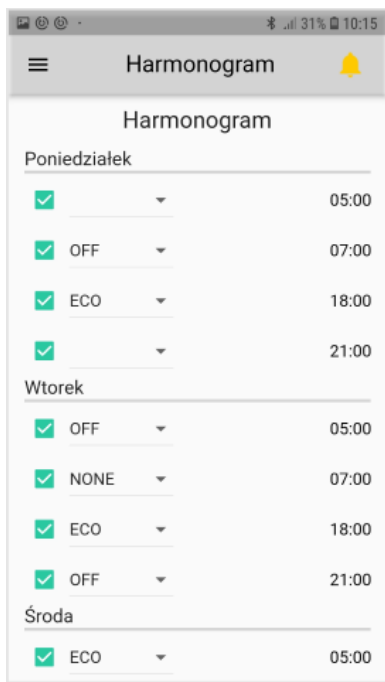 31% 10:15
Harmonogram
Harmonogram
Poniedziałek
05:00
OFF 07:00
ECO 18:00
21:00
Wtorek
OFF 05:00
NONE 07:00
ECO 18:00
OFF 21:00
Środa
ECO 05:00